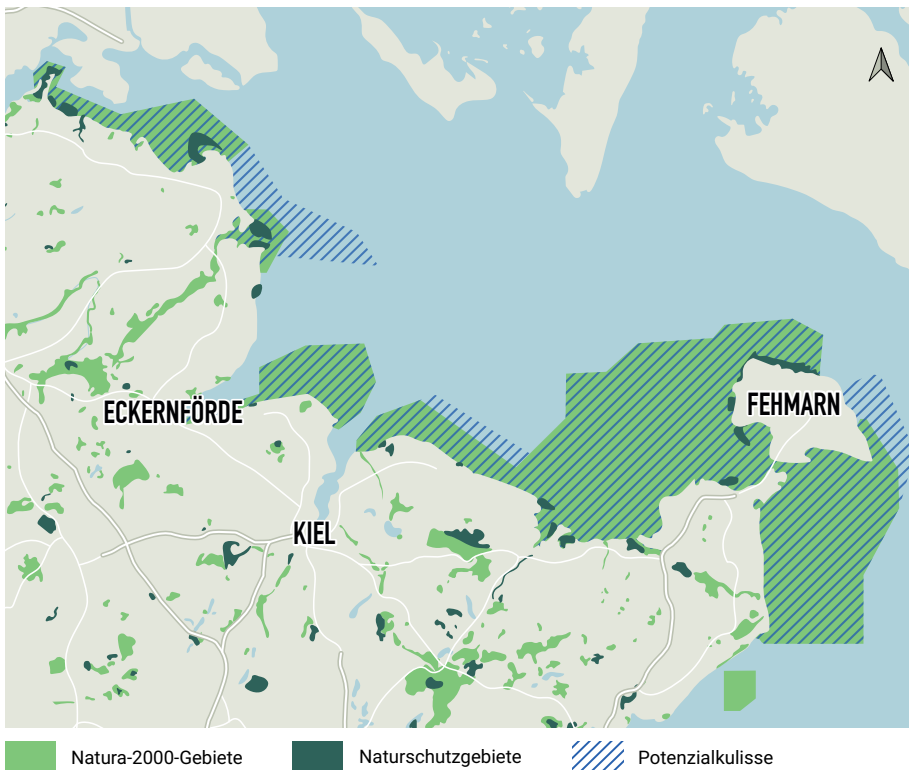 ECKERNFÖRDE
FEHMARN
KIEL
Natura-2000-Gebiete
Naturschutzgebiete
Potenzialkulisse